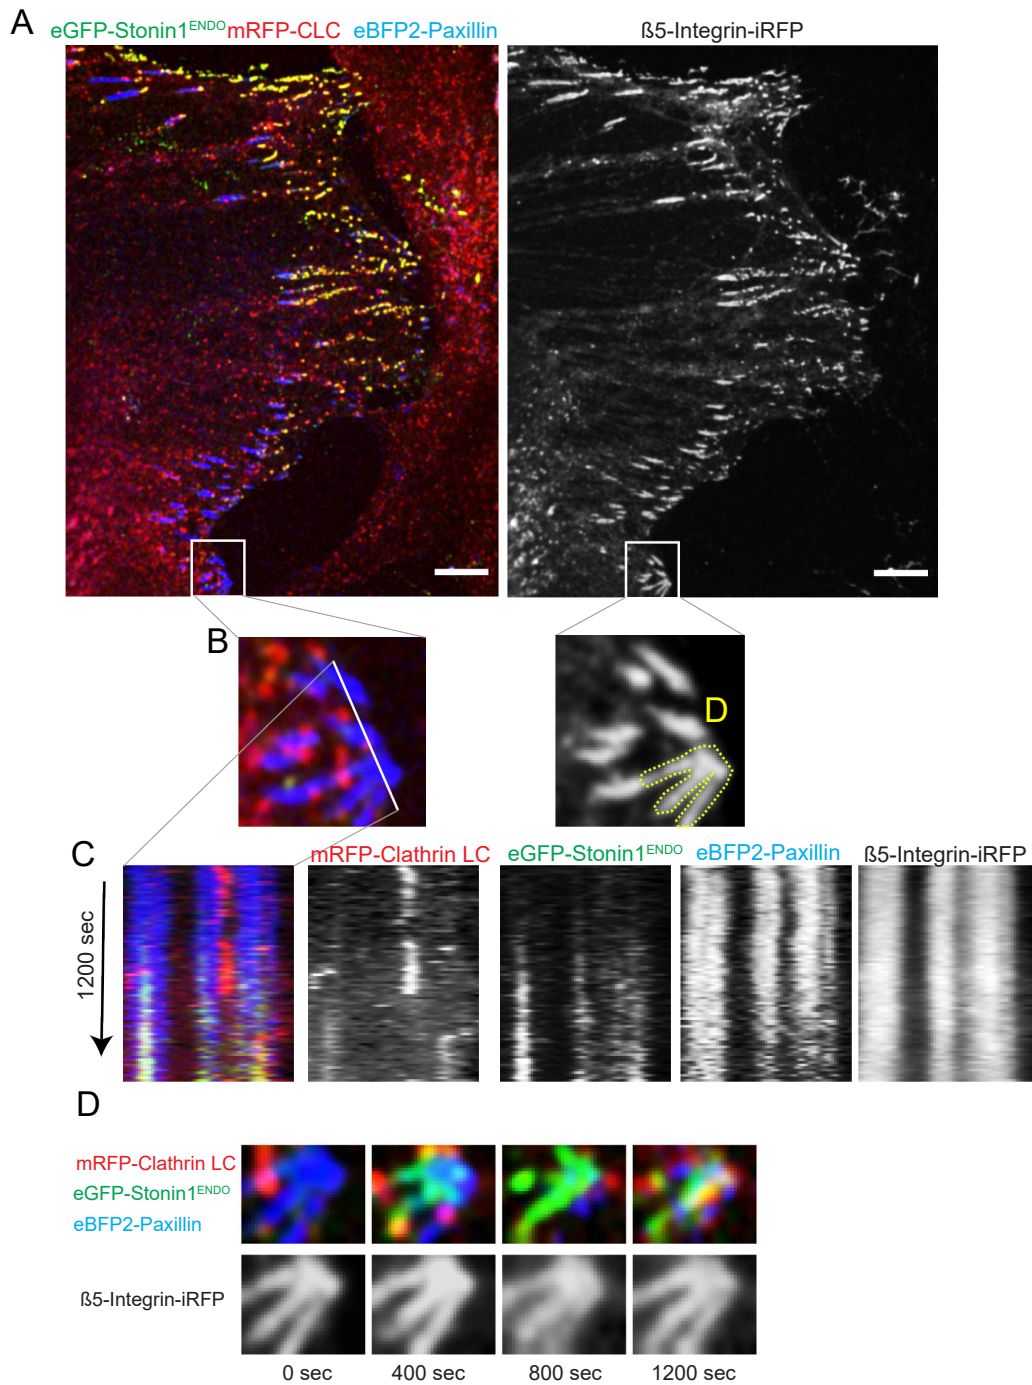 A
eGFP-Stonin1ENDO mRFP-CLC eBFP2-Paxillin ß5-Integrin-iRFP
B
D
C
mRFP-Clathrin LC eGFP-Stonin1ENDO eBFP2-Paxillin ß5-Integrin-iRFP
1200 sec
D
mRFP-Clathrin LC
eGFP-Stonin1ENDO
eBFP2-Paxillin
ß5-Integrin-iRFP
0 sec 400 sec 800 sec 1200 sec